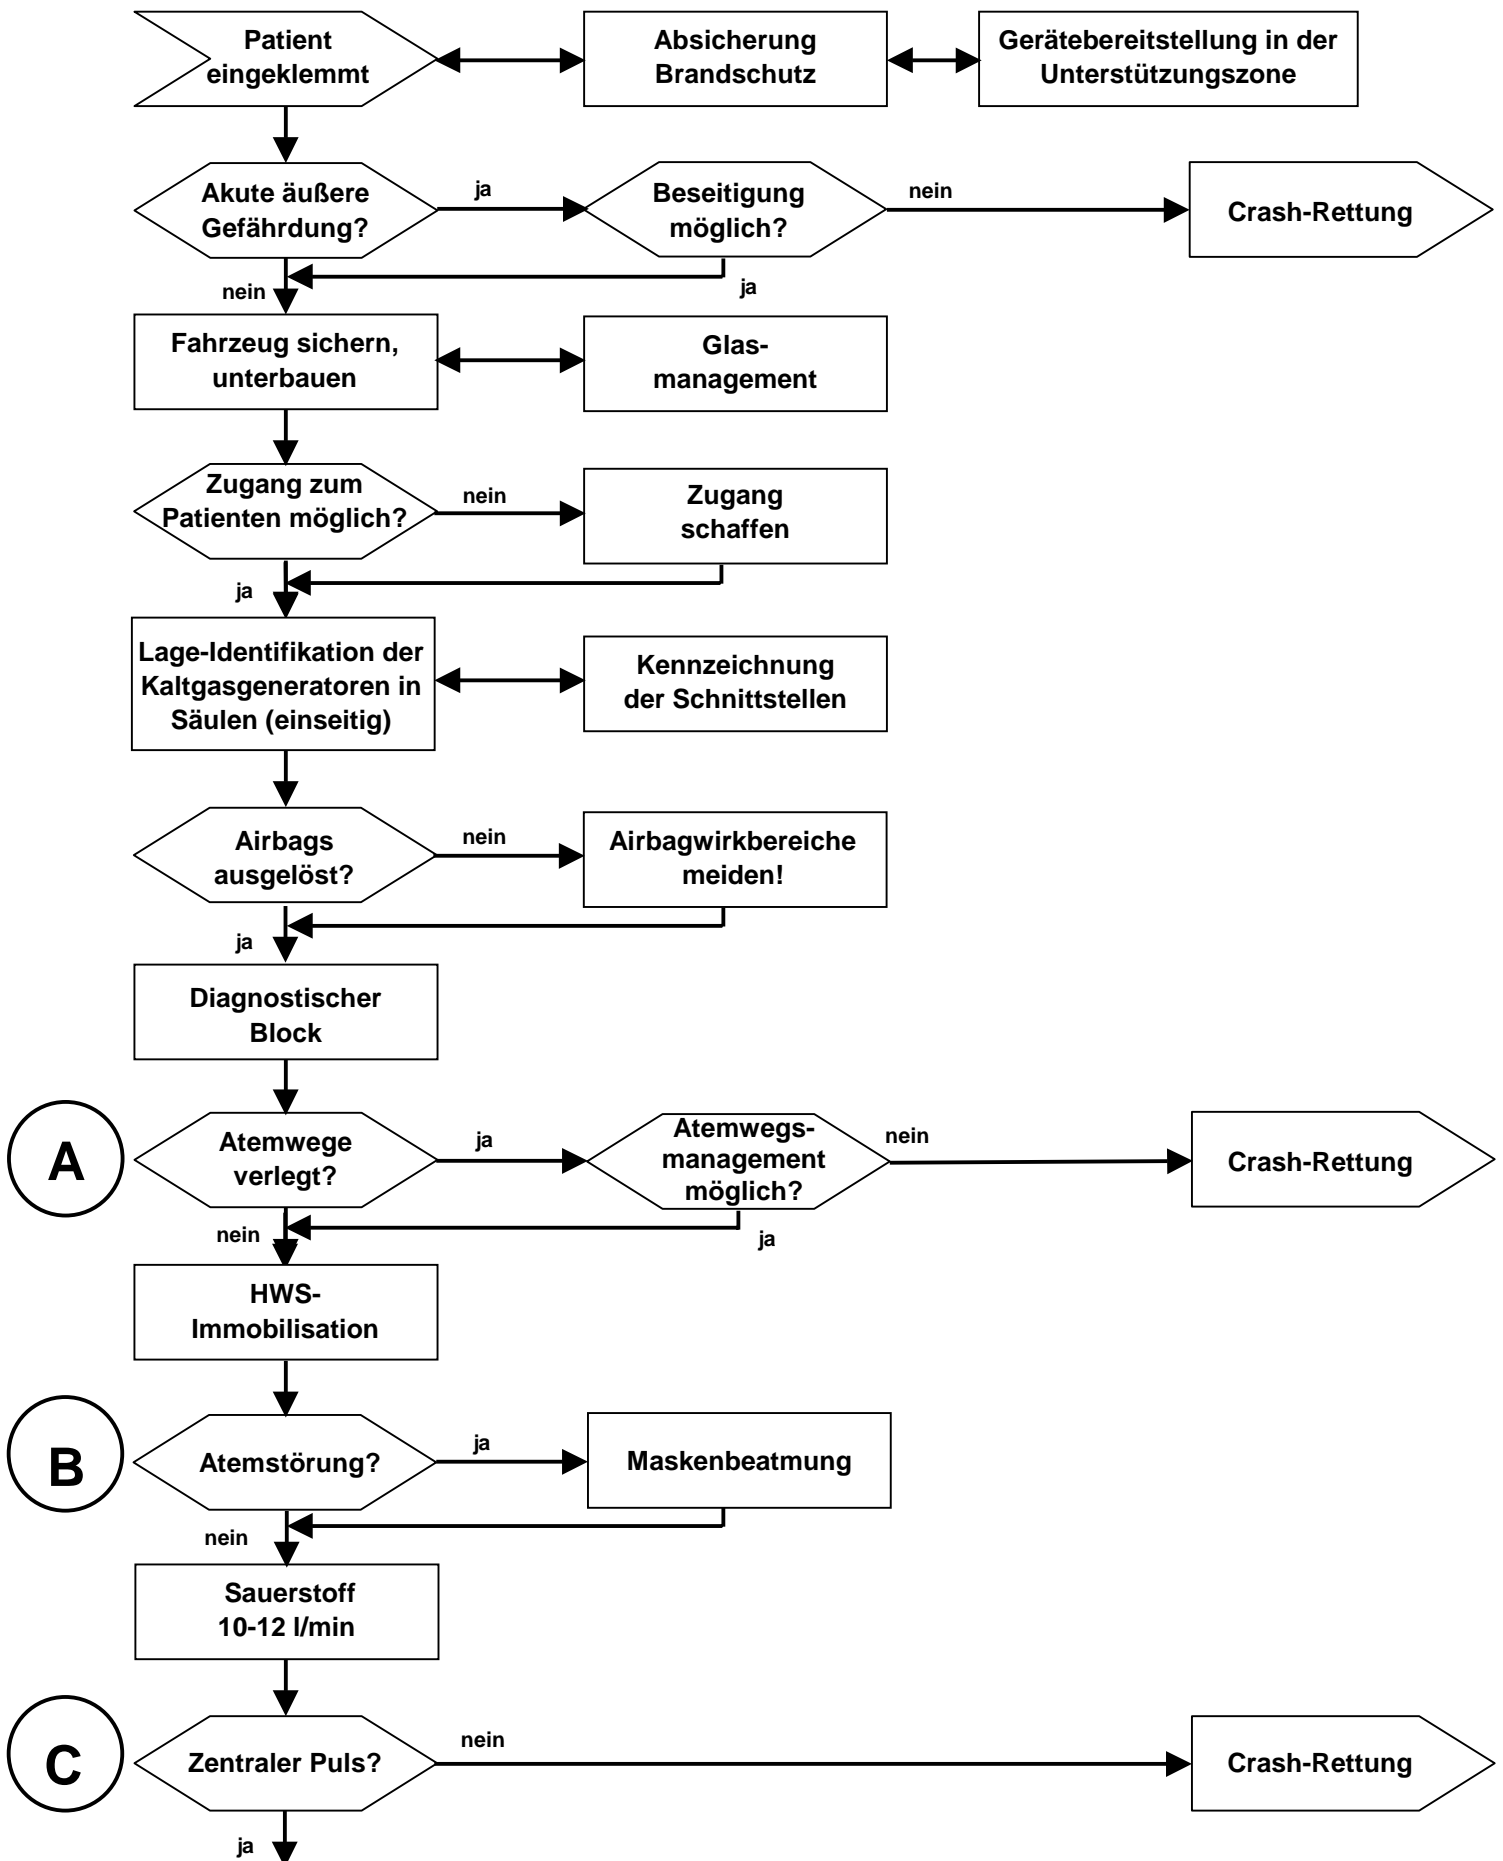 Patient
eingeklemmt
Absicherung
Brandschutz
Gerätebereitstellung in der
Unterstützungszone
Akute äußere
Gefährdung?
ja
Beseitigung
möglich?
nein
Crash-Rettung
nein
ja
Fahrzeug sichern,
unterbauen
Glas-
management
Zugang zum
Patienten möglich?
nein
Zugang
schaffen
ja
Lage-Identifikation der
Kaltgasgeneratoren in
Säulen (einseitig)
Kennzeichnung
der Schnittstellen
Airbags
ausgelöst?
nein
Airbagwirkbereiche
meiden!
ja
Diagnostischer
Block
A
Atemwege
verlegt?
ja
Atemwegs-
management
möglich?
nein
Crash-Rettung
nein
ja
HWS-
Immobilisation
B
Atemstörung?
ja
Maskenbeatmung
nein
Sauerstoff
10-12 l/min
C
Zentraler Puls?
nein
Crash-Rettung
ja